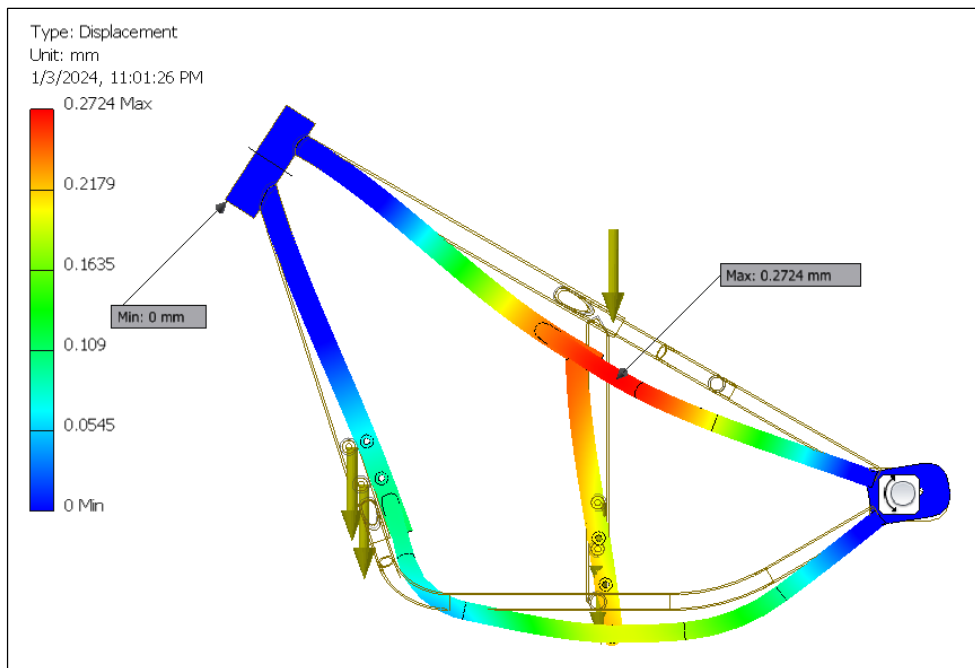 Type: Displacement
Unit: mm
1/3/2024, 11:01:26 PM
0.2724 Max
0.2179
0.1635
0.109
0.0545
0 Min
Min: 0 mm
Max: 0.2724 mm